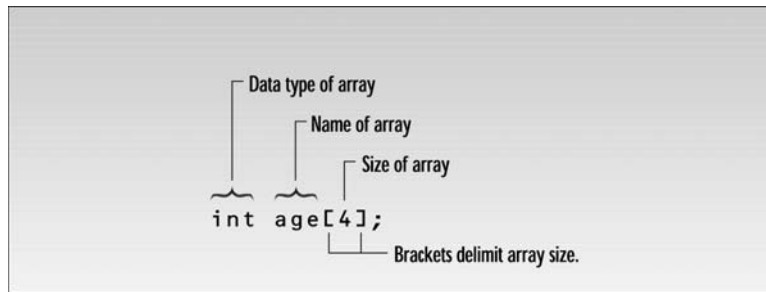 Data type of array
Name of array
Size of array
int age[4];
Brackets delimit array size.